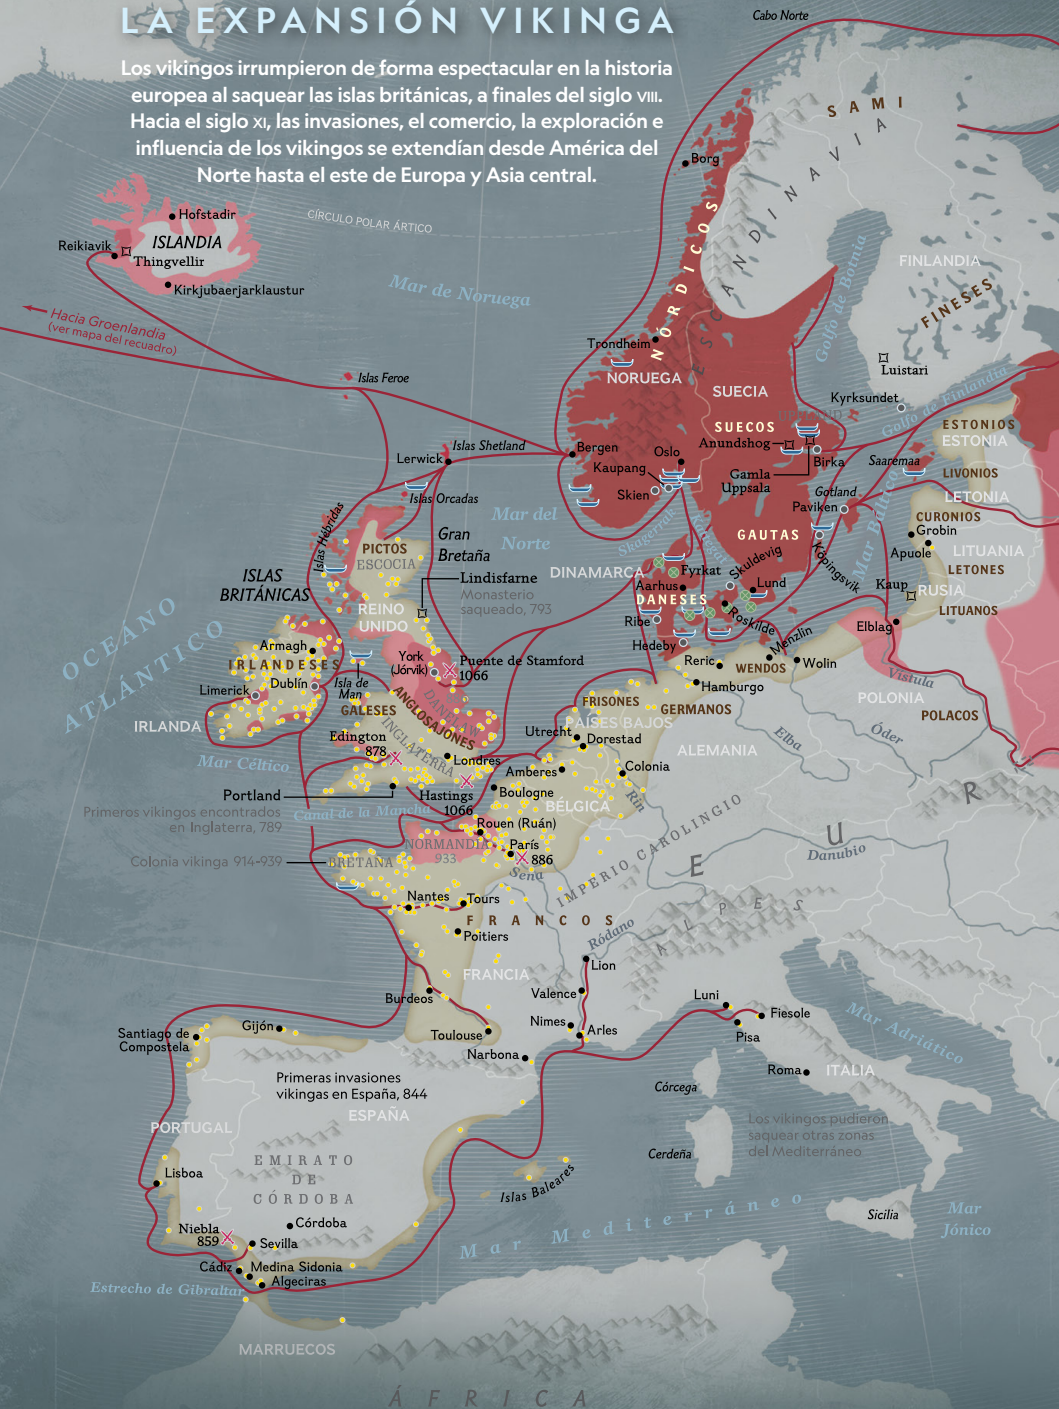 LA EXPANSIÓN VIKINGA
Los vikingos irrumpieron de forma espectacular en la historia
europea al saquear las islas británicas, a finales del siglo VIII.
Hacia el siglo XI, las invasiones, el comercio, la exploración e
influencia de los vikingos se extendían desde América del
Norte hasta el este de Europa y Asia central.
Cabo Norte
SAMI
ESCANDINAVIA
Borg
Hofstadir
ISLANDIA
Reikiavik
Thingvellir
Kirkjubaerjarklaustur
CÍRCULO POLAR ÁRTICO
Mar de Noruega
Hacia Groenlandia
(ver mapa del recuadro)
NÓRDICOS
Golfo de Botnia
FINLANDIA
FINESES
Trondheim
Luistari
Islas Feroe
NORUEGA
SUECIA
Kyrksundet
Golfo de Finlandia
UPPLAND
SUECOS
Anundshog
ESTONIOS
ESTONIA
Islas Shetland
Bergen
Lerwick
Oslo
Kaupang
Birka
Saaremaa
Gamla
Uppsala
LIVONIOS
Skien
Gotland
LETONIA
Islas Orcadas
Paviken
Islas Hébridas
Mar del
Norte
Skagerrak
Kattegat
Mar Báltico
CURONIOS
Grobin
Apuole
LITUANIA
GAUTAS
Kopingsvik
Gran
Bretaña
PICTOS
ESCOCIA
DINAMARCA
Fyrkat
Skuldevig
LETONES
ISLAS
BRITÁNICAS
Lindisfarne
Monasterio
saqueado, 793
Aarhus
Lund
Kaup
RUSIA
DANESES
LITUANOS
REINO
UNIDO
Ribe
Roskilde
Elblag
OCÉANO
ATLÁNTICO
Armagh
IRLANDESES
York
(Jórvik)
Puente de Stamford
1066
Hedeby
Menzlin
Reric
WENDOS
Wolin
Dublín
Limerick
Isla de
Man
Hamburgo
Vístula
POLONIA
POLACOS
DANELAW
ANGLOSAJONES
GALESES
INGLATERRA
FRISONES
GERMANOS
IRLANDA
PAÍSES BAJOS
Utrecht
Dorestad
Elba
Óder
Edington
878
ALEMANIA
Mar Céltico
Londres
Amberes
Colonia
Portland
Primeros vikingos encontrados
en Inglaterra, 789
Hastings
1066
Boulogne
BÉLGICA
Rin
Canal de la Mancha
Rouen (Ruán)
NORMANDÍA
933
París
886
Sena
Colonia vikinga 914-939
BRETAÑA
IMPERIO CAROLINGIO
EUR
Danubio
ALPES
Nantes
Tours
FRANCOS
Poitiers
Ródano
FRANCIA
Lion
Burdeos
Valence
Luni
Fiesole
Pisa
Mar Adriático
Santiago de
Compostela
Gijón
Toulouse
Nimes
Arles
Narbona
Roma
ITALIA
Primeras invasiones
vikingas en España, 844
Córcega
ESPAÑA
PORTUGAL
Los vikingos pudieron
saquear otras zonas
del Mediterráneo
Cerdeña
EMIRATO
DE
CÓRDOBA
Lisboa
Islas Baleares
Sicilia
Mar
Jónico
Mar Mediterráneo
Niebla
859
Córdoba
Sevilla
Cádiz
Medina Sidonia
Algeciras
Estrecho de Gibraltar
MARRUECOS
ÁFRICA